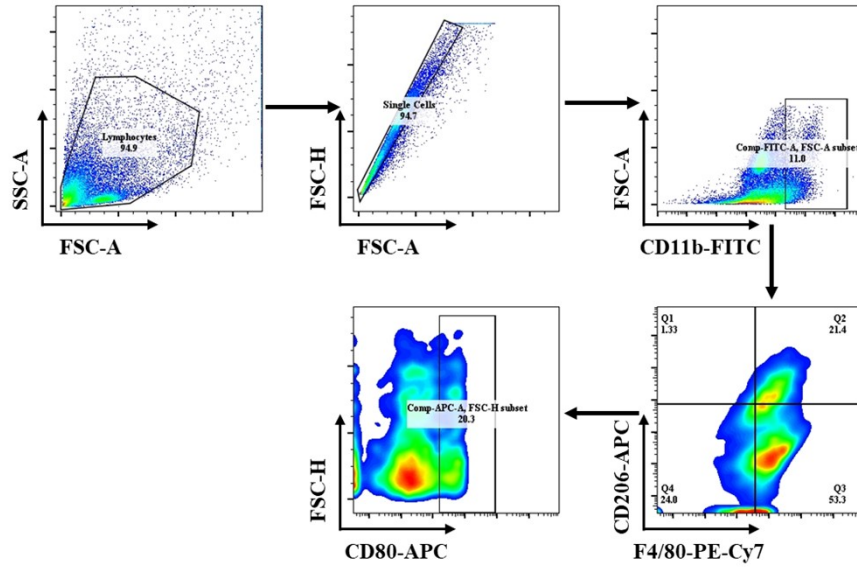 SSC-A
Lymphocytes
94.9
FSC-A
FSC-H
Single Cells
94.7
FSC-A
FSC-A
Comp-FITC-A, FSC-A subset
11.0
CD11b-FITC
FSC-H
Comp-APC-A, FSC-H subset
20.3
CD80-APC
CD206-APC
Q1
1.33
Q2
21.4
Q4
24.0
Q3
53.3
F4/80-PE-Cy7